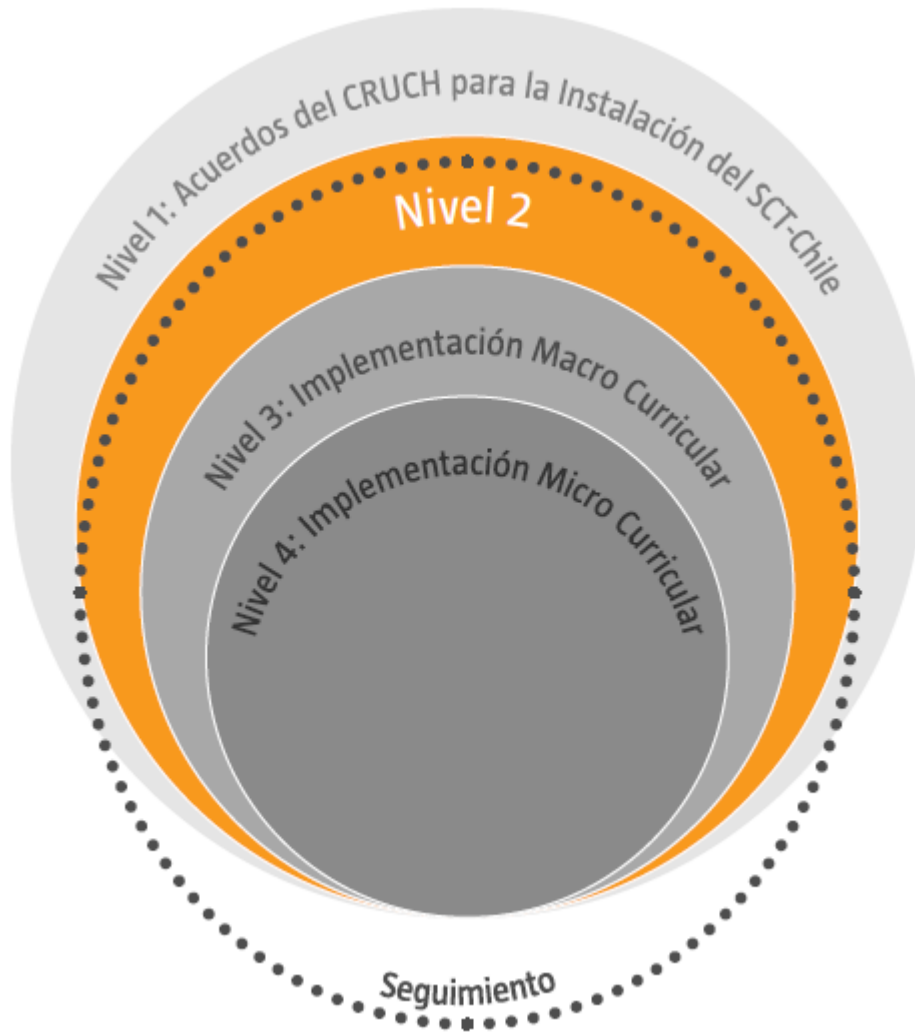 Nivel 1: Acuerdos del CRUCH para la Instalación del SCT-Chile
Nivel 2
Nivel 3: Implementación Macro Curricular
Nivel 4: Implementación Micro Curricular
Seguimiento